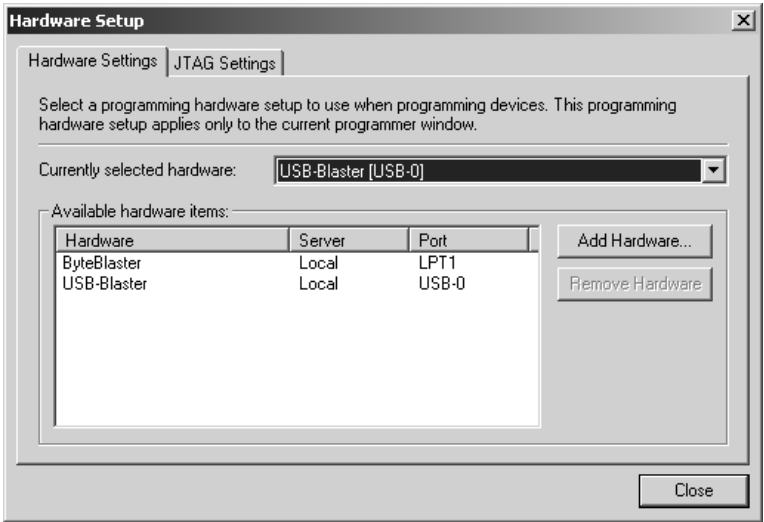 Hardware Setup
Hardware Settings JTAG Settings
Select a programming hardware setup to use when programming devices. This programming
hardware setup applies only to the current programmer window.
Currently selected hardware: USB-Blaster [USB-0]
Available hardware items:
Hardware Server Port
ByteBlaster Local LPT1
USB-Blaster Local USB-0
Add Hardware...
Remove Hardware
Close